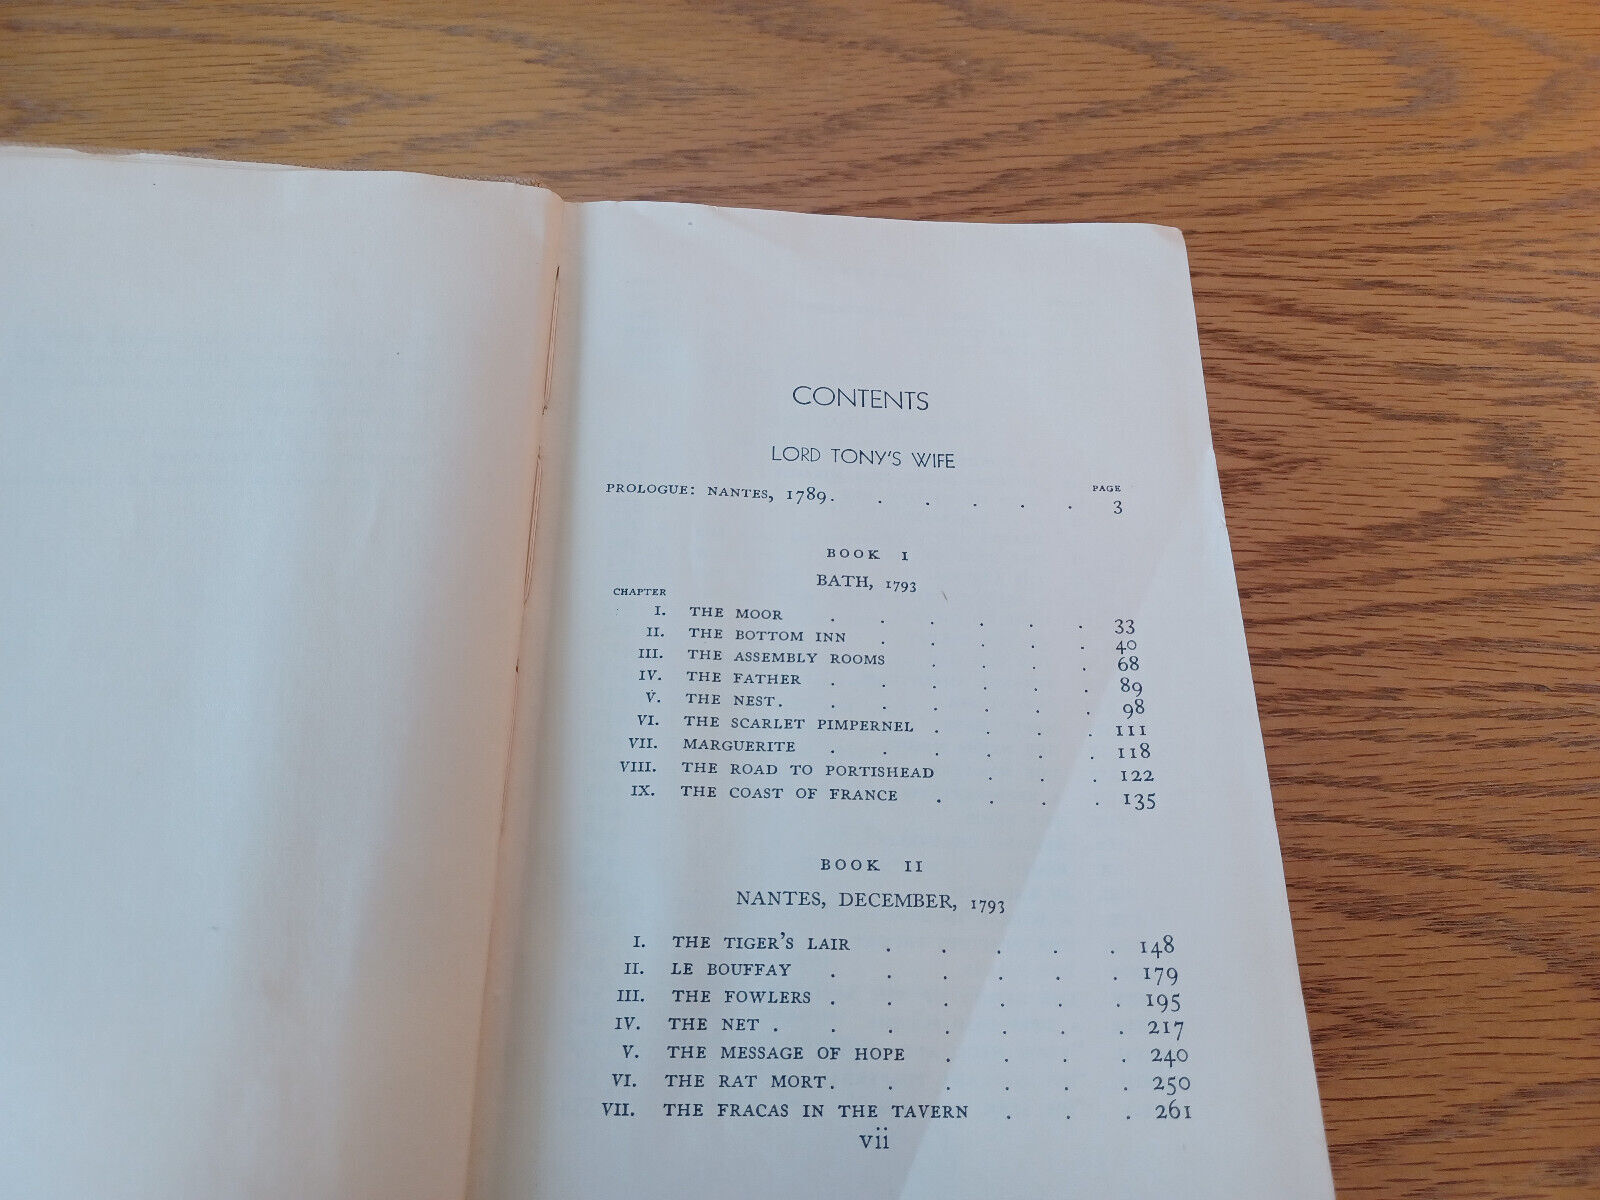 CONTENTS
LORD TONY'S WIFE
PAGE
PROLOGUE: NANTES, 1789. . . . . . 3
BOOK I
BATH, 1793
CHAPTER
I. THE MOOR . . . . . . 33
II. THE BOTTOM INN . . . . . 40
III. THE ASSEMBLY ROOMS . . . . 68
IV. THE FATHER . . . . . . 89
V. THE NEST. . . . . . . 98
VI. THE SCARLET PIMPERNEL . . . . 111
VII. MARGUERITE . . . . . . 118
VIII. THE ROAD TO PORTISHEAD . . . 122
IX. THE COAST OF FRANCE . . . . 135
BOOK II
NANTES, DECEMBER, 1793
I. THE TIGER'S LAIR . . . . . 148
II. LE BOUFFAY . . . . . . 179
III. THE FOWLERS . . . . . . 195
IV. THE NET . . . . . . . 217
V. THE MESSAGE OF HOPE . . . . 240
VI. THE RAT MORT. . . . . . 250
VII. THE FRACAS IN THE TAVERN . . . 261
vii